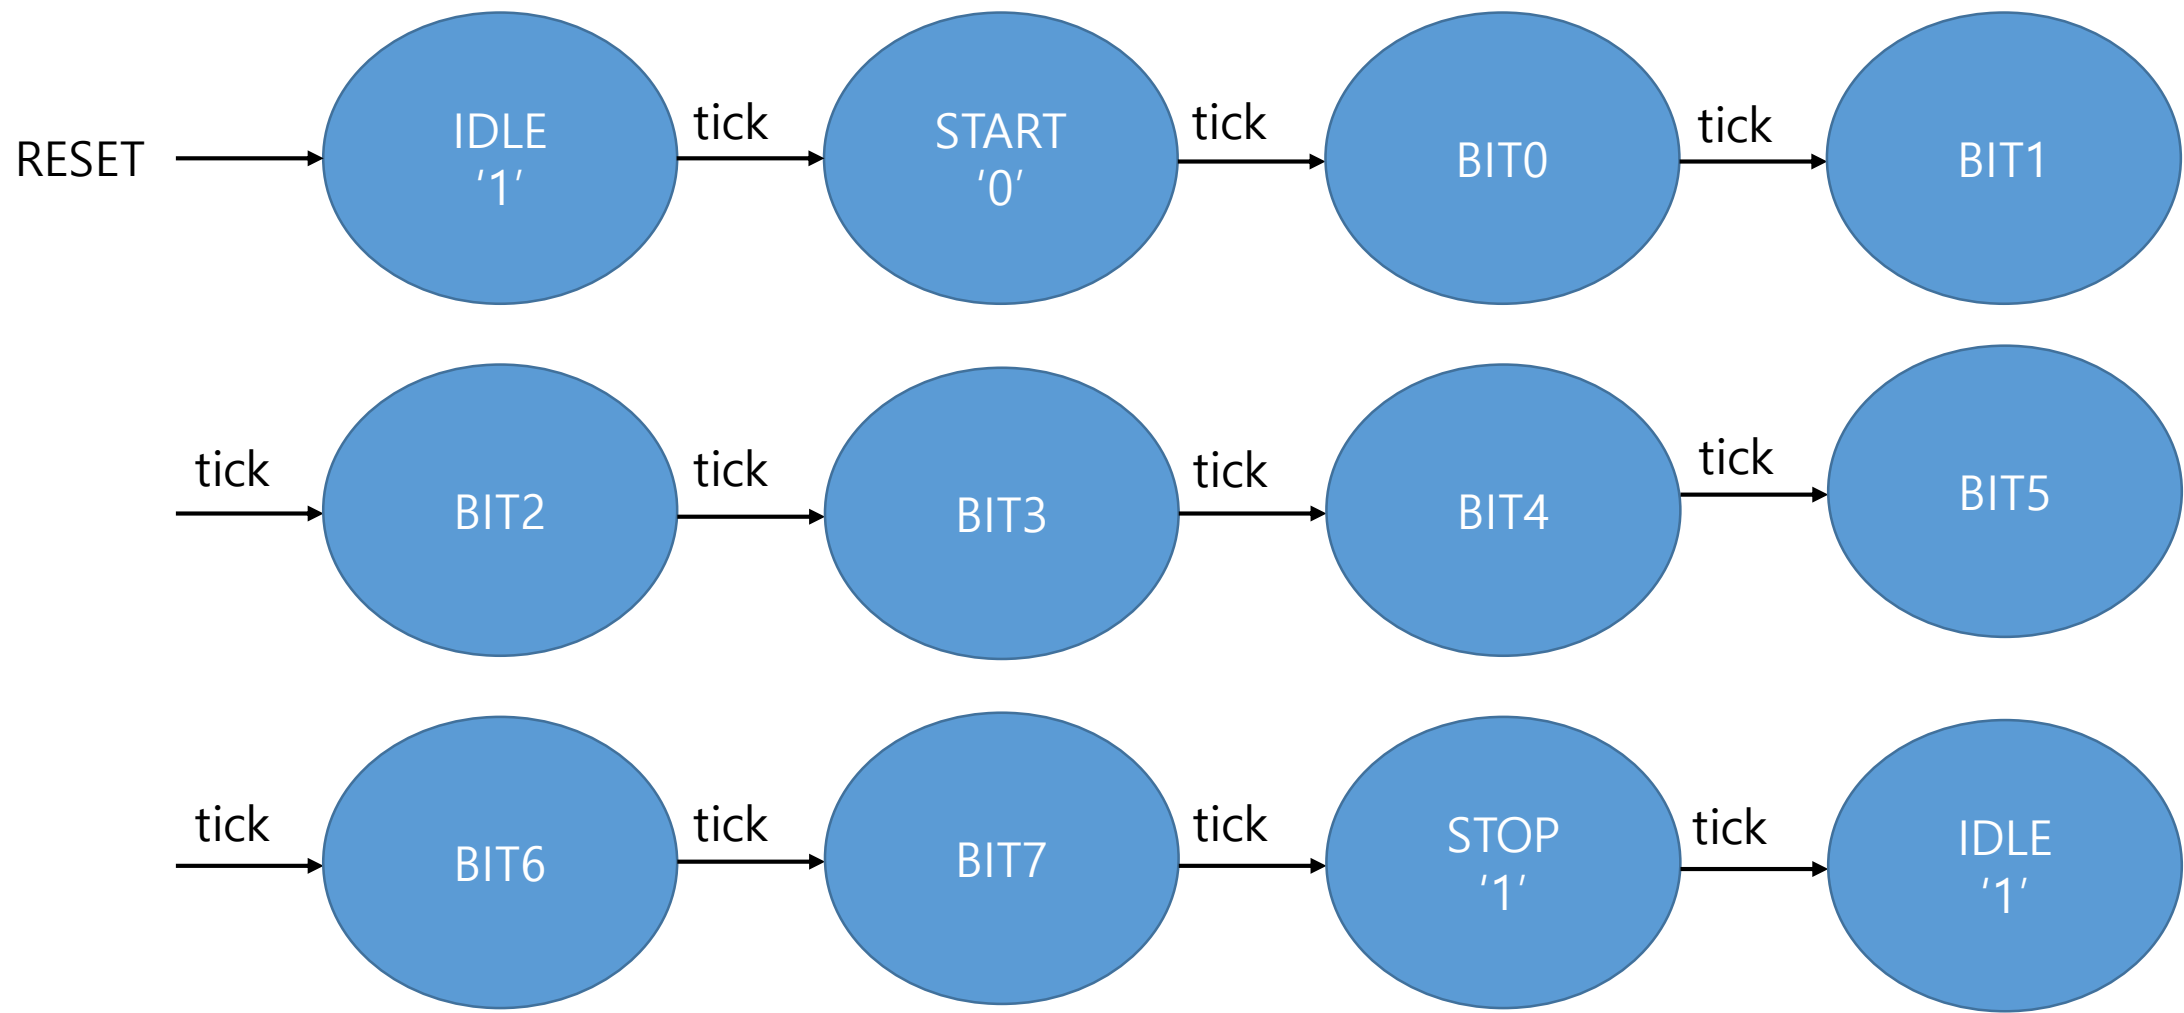 RESET
IDLE
‘1’
tick
START
‘0’
tick
BIT0
tick
BIT1
tick
BIT2
tick
BIT3
tick
BIT4
tick
BIT5
tick
BIT6
tick
BIT7
tick
STOP
‘1’
tick
IDLE
‘1’